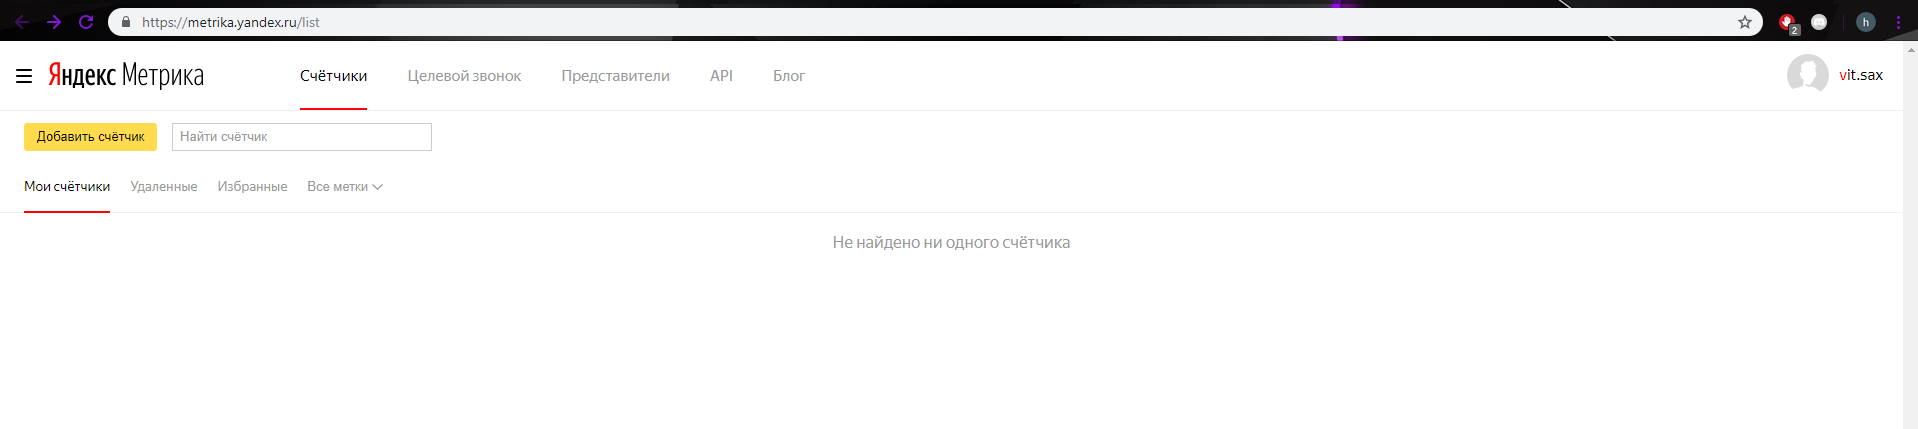 https://metrika.yandex.ru/list
2
h
Яндекс Метрика
Счётчики Целевой звонок Представители API Блог
vit.sax
Добавить счётчик
Найти счётчик
Мои счётчики Удаленные Избранные Все метки
Не найдено ни одного счётчика